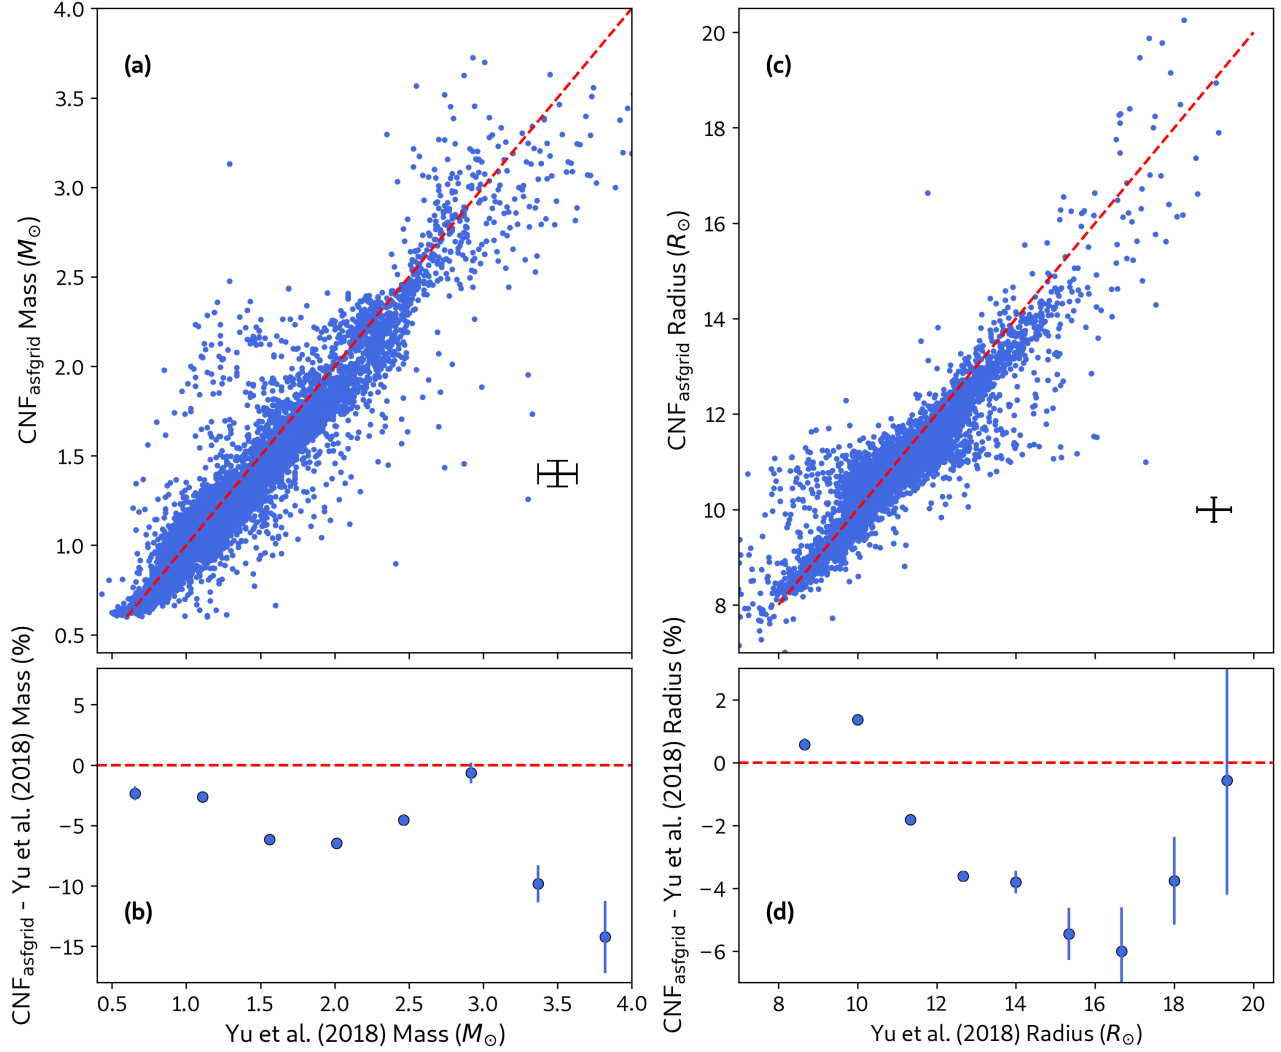 (a)
4.0
3.5
3.0
2.5
2.0
1.5
1.0
0.5
CNFasfgrid Mass (M⊙)
(b)
5
0
−5
−10
−15
CNFasfgrid - Yu et al. (2018) Mass (%)
0.5 1.0 1.5 2.0 2.5 3.0 3.5 4.0
Yu et al. (2018) Mass (M⊙)
(c)
20
18
16
14
12
10
8
CNFasfgrid Radius (R⊙)
(d)
2
0
−2
−4
−6
CNFasfgrid - Yu et al. (2018) Radius (%)
8 10 12 14 16 18 20
Yu et al. (2018) Radius (R⊙)